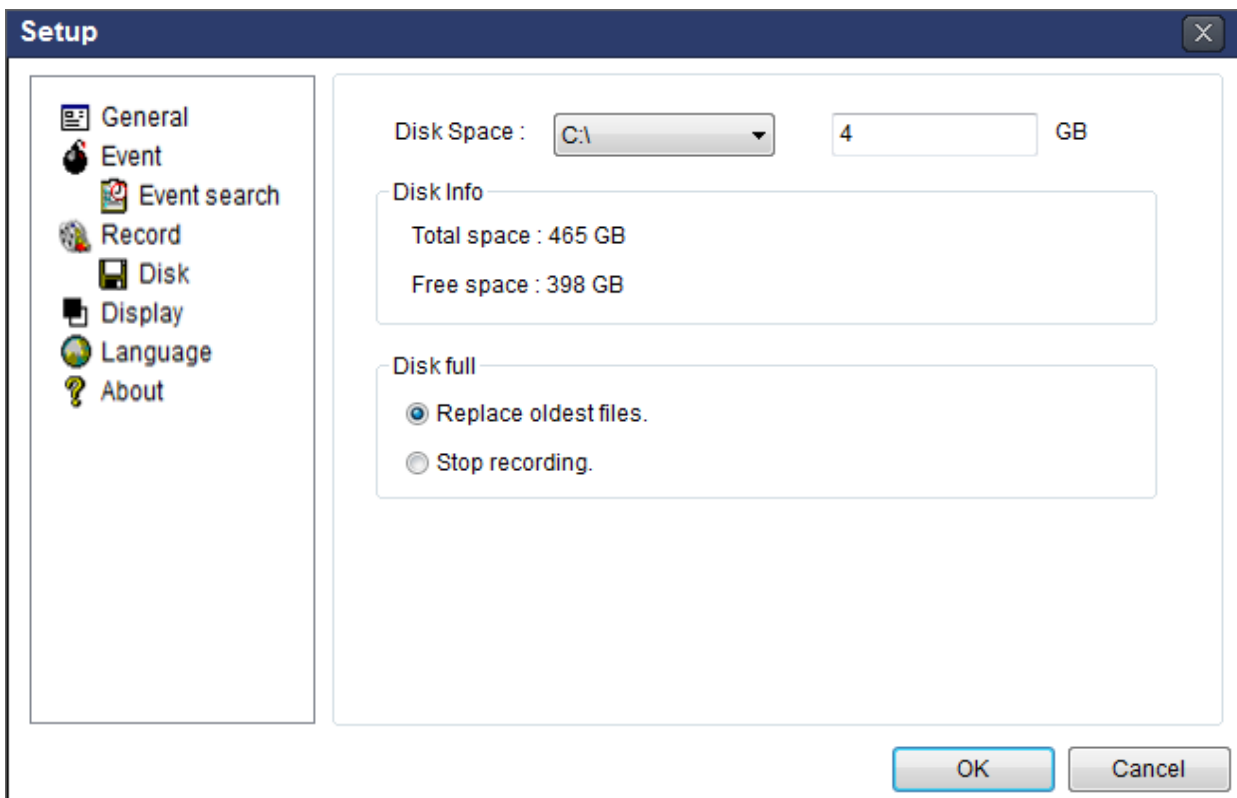 Setup
General
Event
Event search
Record
Disk
Display
Language
About
Disk Space : C:\ 4 GB
Disk Info
Total space : 465 GB
Free space : 398 GB
Disk full
Replace oldest files.
Stop recording.
OK Cancel